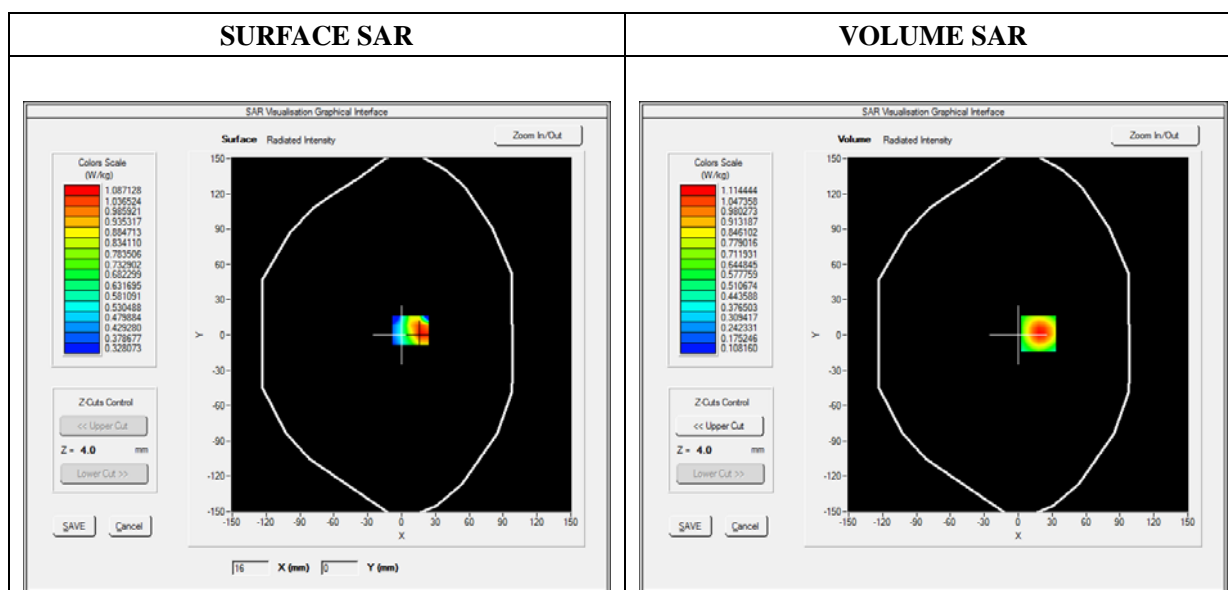 SURFACE SAR
VOLUME SAR
SAR Visualisation Graphical Interface
Surface Radiated Intensity
Zoom In/Out
Colors Scale
(W/kg)
1.087128
1.036524
0.985921
0.935317
0.884713
0.834110
0.783506
0.732902
0.682299
0.631695
0.581091
0.530488
0.479884
0.429280
0.378677
0.328073
Z-Cuts Control
<< Upper Cut
Z = 4.0 mm
Lower Cut >>
SAVE Cancel
150
120
90
60
30
0
-30
-60
-90
-120
-150
Y
-150 -120 -90 -60 -30 0 30 60 90 120 150
X
16 X (mm) 0 Y (mm)
SAR Visualisation Graphical Interface
Volume Radiated Intensity
Zoom In/Out
Colors Scale
(W/kg)
1.114444
1.047358
0.980273
0.913187
0.846102
0.779016
0.711931
0.644845
0.577759
0.510674
0.443588
0.376503
0.309417
0.242331
0.175246
0.108160
Z-Cuts Control
<< Upper Cut
Z = 4.0 mm
Lower Cut >>
SAVE Cancel
150
120
90
60
30
0
-30
-60
-90
-120
-150
Y
-150 -120 -90 -60 -30 0 30 60 90 120 150
X